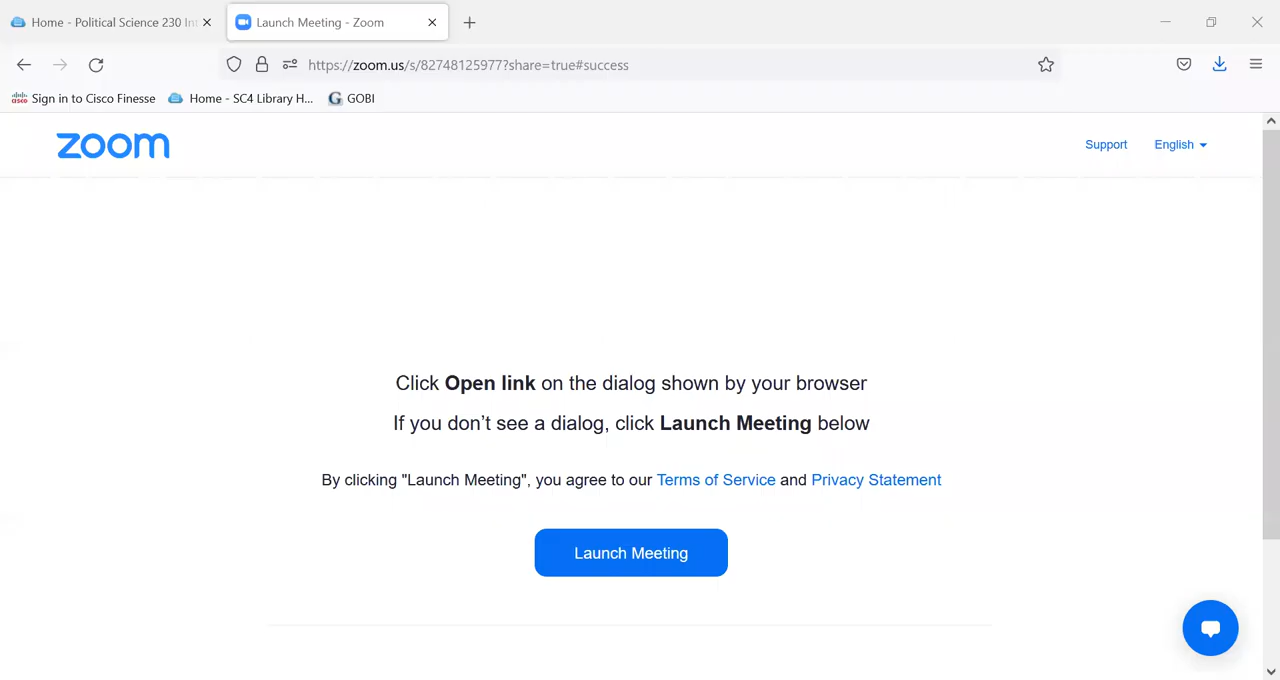 Home - Political Science 230 Int
Launch Meeting - Zoom
https://zoom.us/s/82748125977?share=true#success
cisco Sign in to Cisco Finesse
Home - SC4 Library H...
G GOBI
zoom
Support
English
Click Open link on the dialog shown by your browser
If you don’t see a dialog, click Launch Meeting below
By clicking "Launch Meeting", you agree to our Terms of Service and Privacy Statement
Launch Meeting